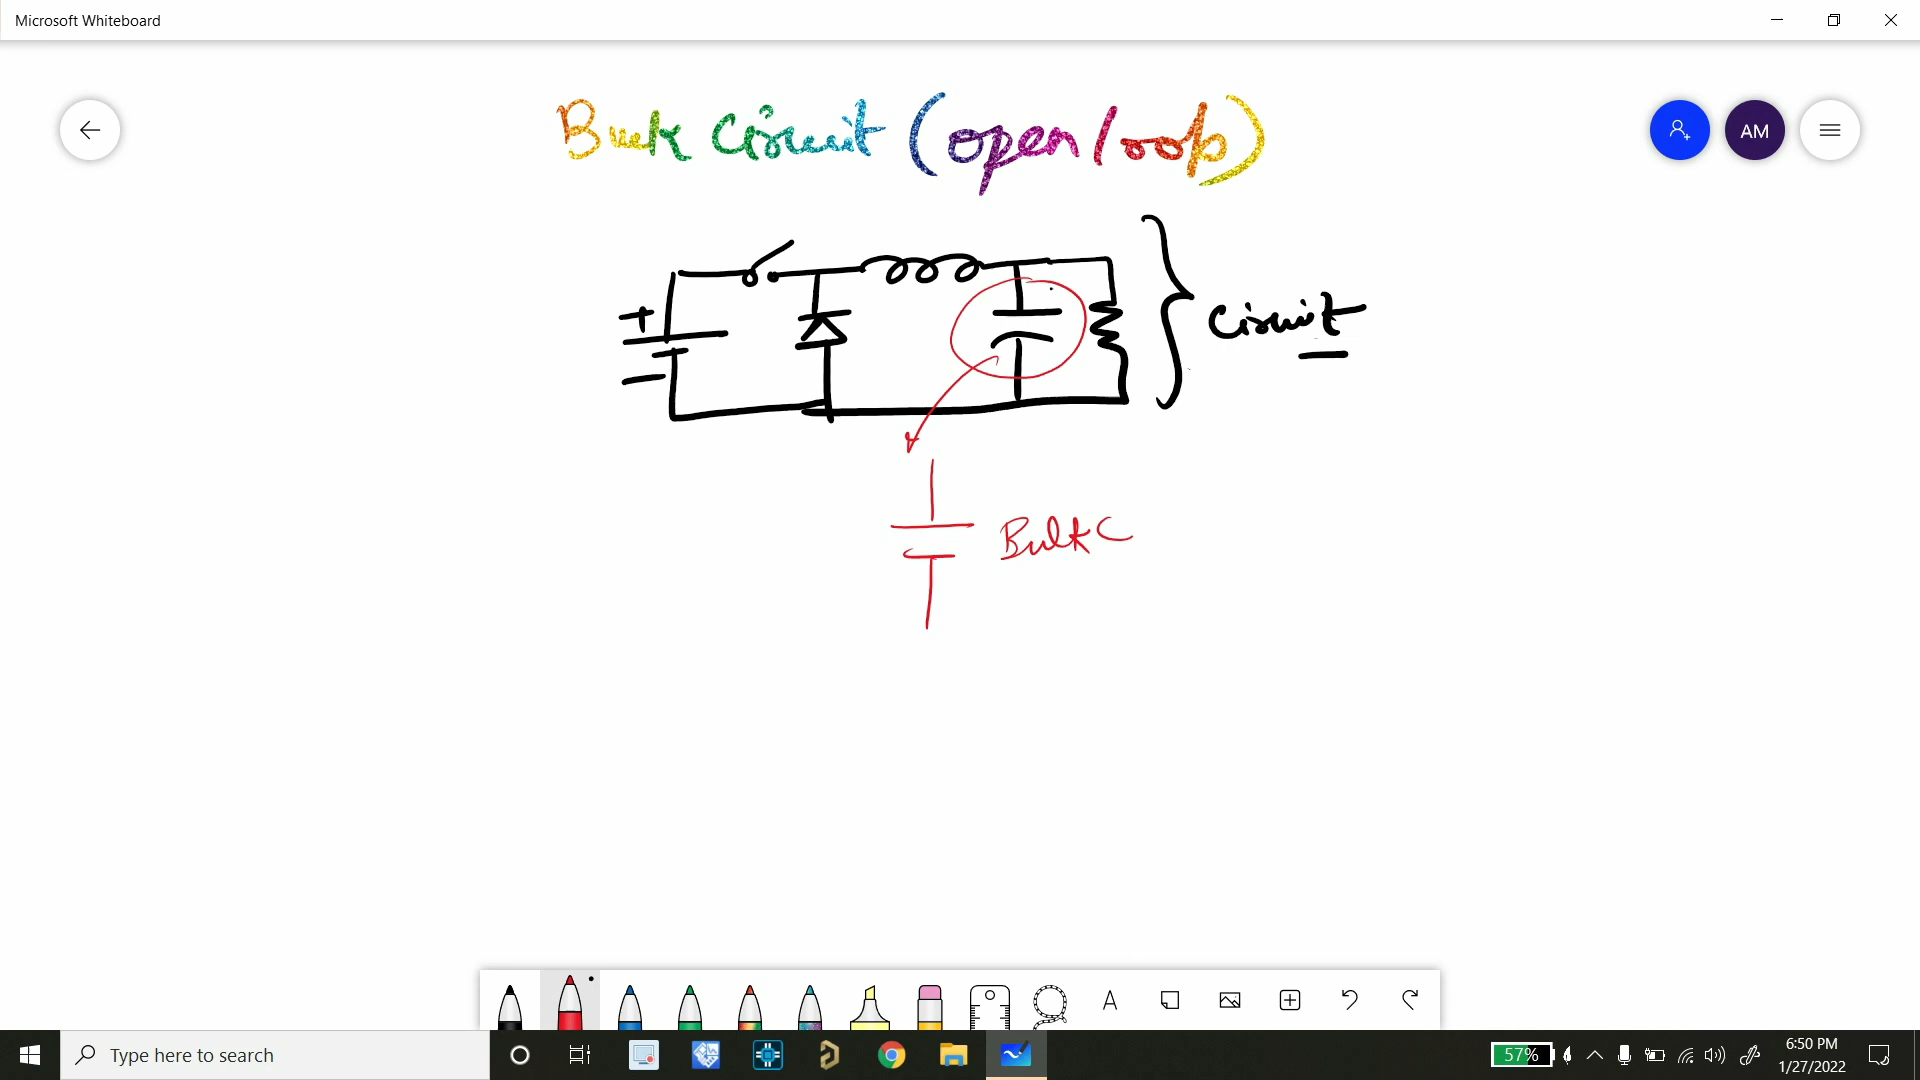 Microsoft Whiteboard
Buck Circuit (open loop)
AM
+
Circuit
Bulk C
A
Type here to search
57%
6:50 PM
1/27/2022